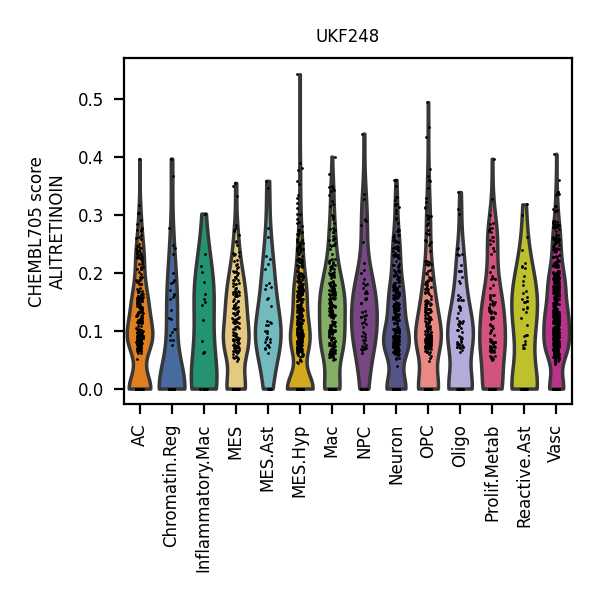 UKF248
CHEMBL705 score
ALITRETINOIN
0.5
0.4
0.3
0.2
0.1
0.0
AC
Chromatin.Reg
Inflammatory.Mac
MES
MES.Ast
MES.Hyp
Mac
NPC
Neuron
OPC
Oligo
Prolif.Metab
Reactive.Ast
Vasc